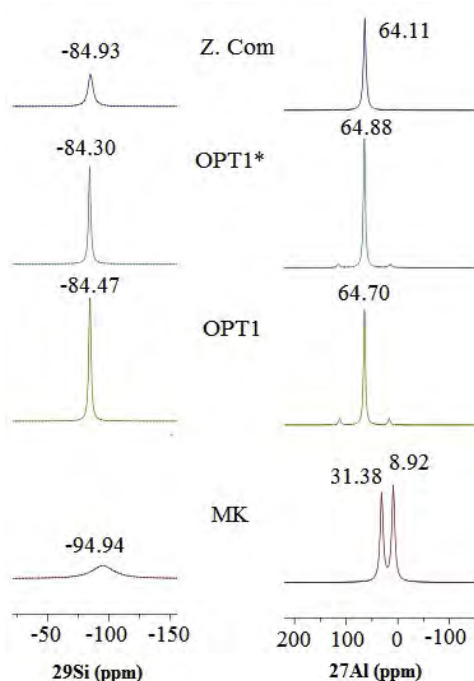 -84.93 Z. Com 64.11
-84.30 OPT1* 64.88
-84.47 OPT1 64.70
-94.94 MK 31.38 8.92
-50 -100 -150 200 100 0 -100
29Si (ppm) 27Al (ppm)